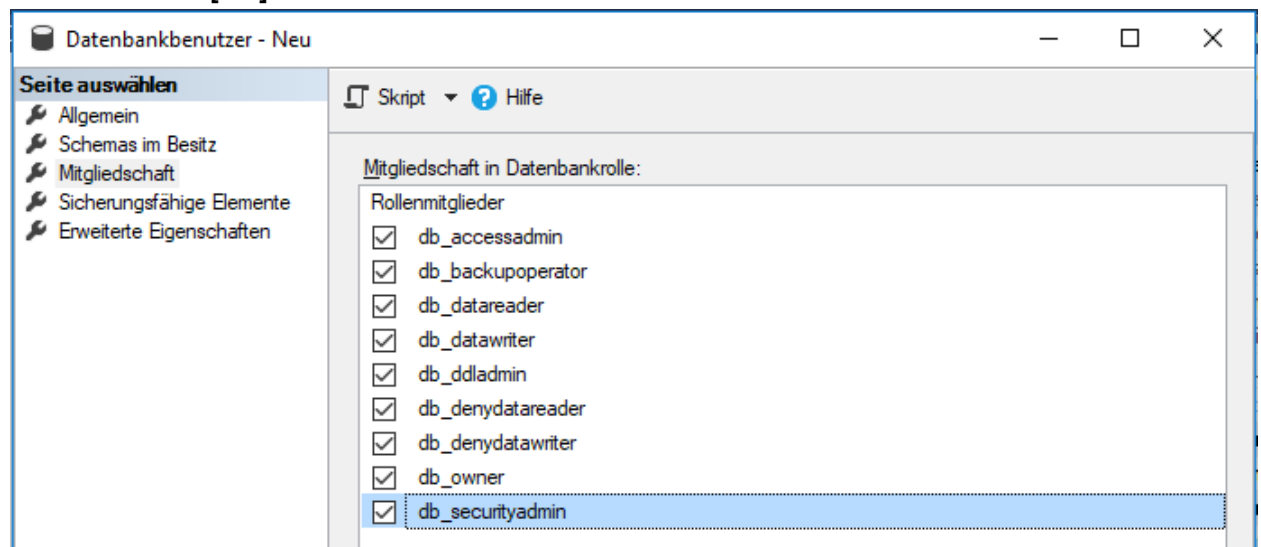 Datenbankbenutzer - Neu
Seite auswählen
Allgemein
Schemas im Besitz
Mitgliedschaft
Sicherungsfähige Elemente
Erweiterte Eigenschaften
Skript Hilfe
Mitgliedschaft in Datenbankrolle:
Rollenmitglieder
db_accessadmin
db_backupoperator
db_datareader
db_datawriter
db_ddladmin
db_denydatareader
db_denydatawriter
db_owner
db_securityadmin